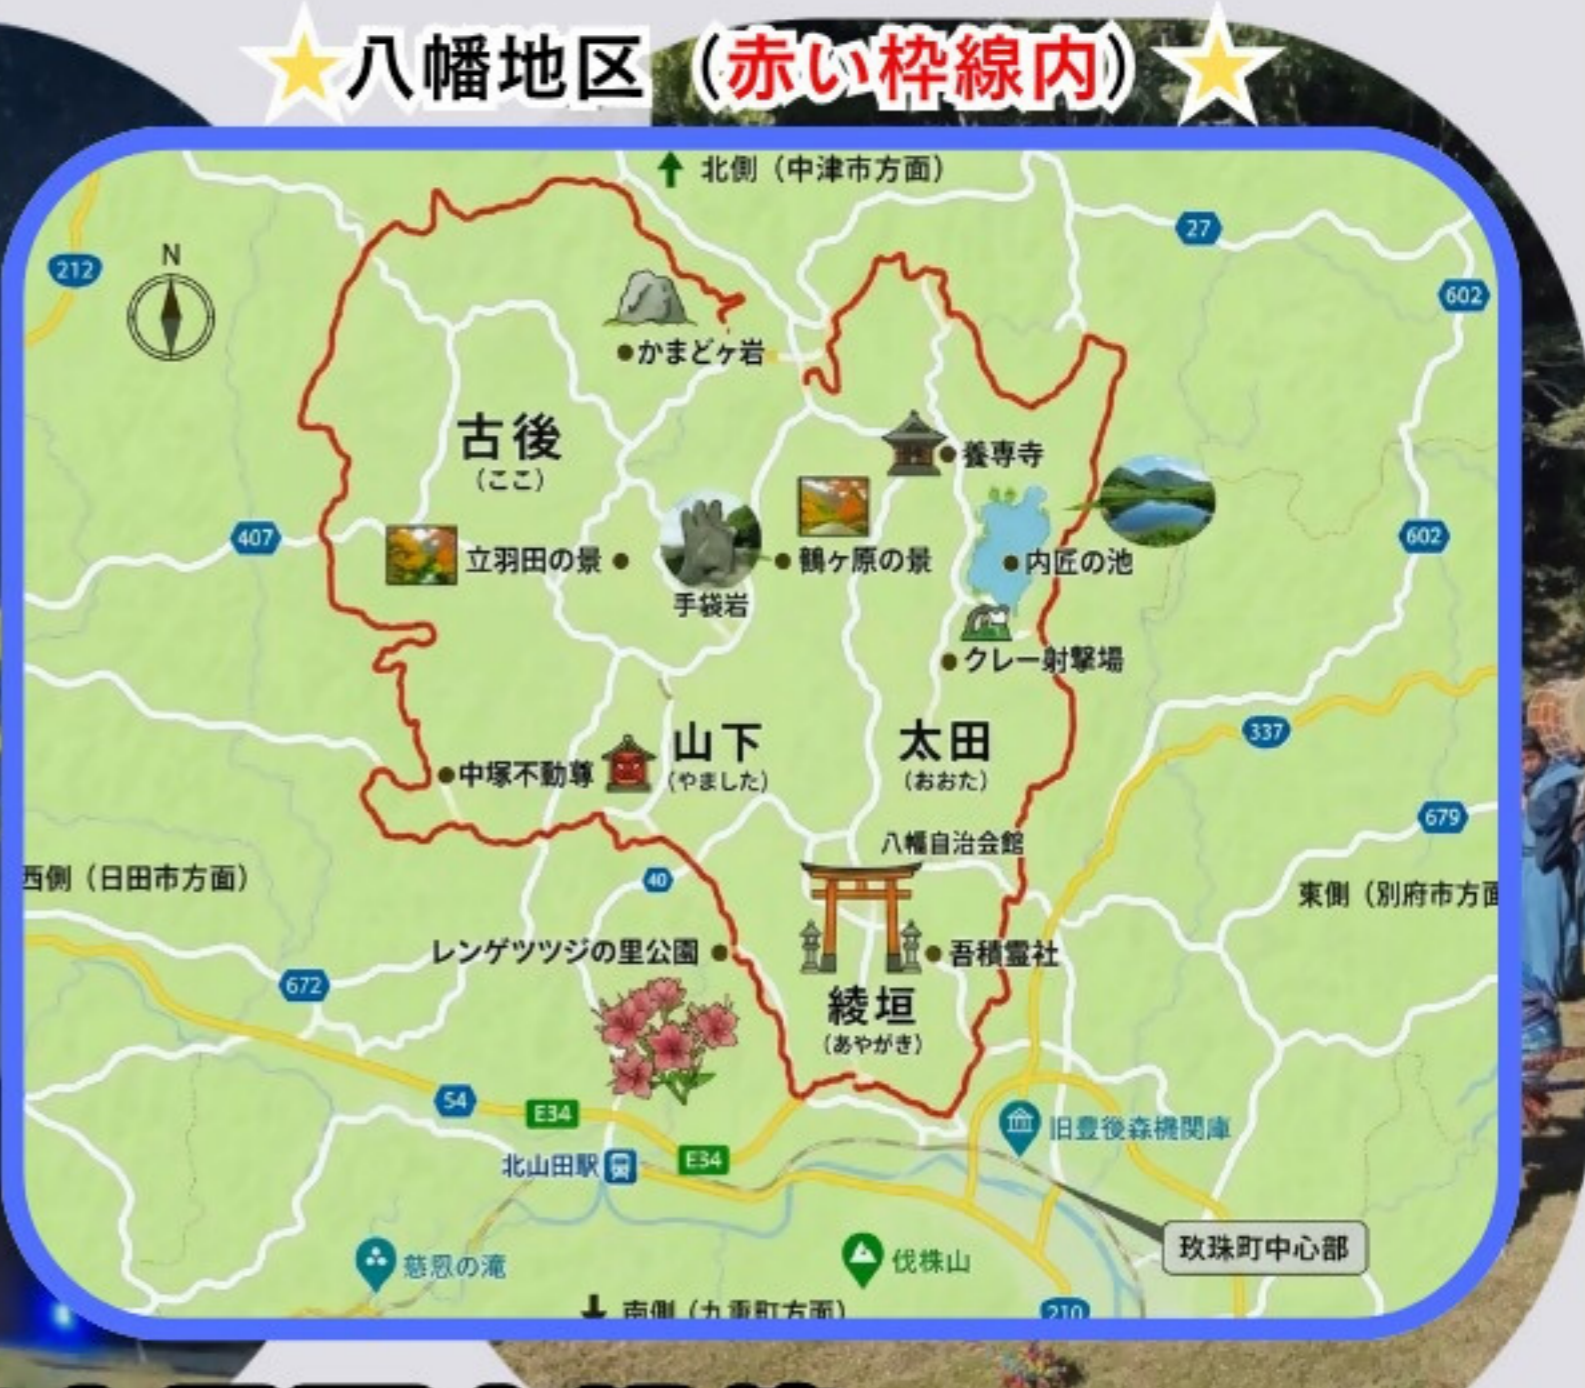 八幡地区（赤い枠線内）
北側（中津市方面）
27
212
N
602
かまどヶ岩
古後
（ここ）
養専寺
407
602
立羽田の景
鶴ヶ原の景
内匠の池
手袋岩
クレー射撃場
337
山下
（やました）
太田
（おおた）
中塚不動尊
679
八幡自治会館
西側（日田市方面）
40
東側（別府市方面
レンゲツツジの里公園
吾積霊社
672
綾垣
（あやがき）
54
E34
旧豊後森機関庫
北山田駅
E34
玖珠町中心部
慈恩の滝
伐株山
南側（九重町方面）
210